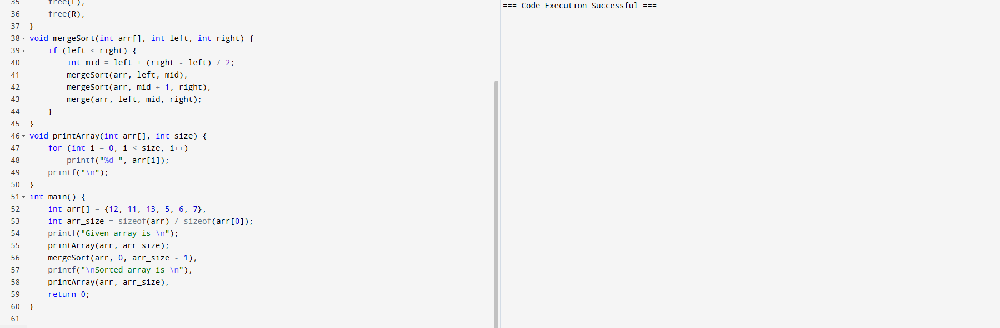 35     free(L);
36     free(R);
37 }
38 void mergeSort(int arr[], int left, int right) {
39     if (left < right) {
40         int mid = left + (right - left) / 2;
41         mergeSort(arr, left, mid);
42         mergeSort(arr, mid + 1, right);
43         merge(arr, left, mid, right);
44     }
45 }
46 void printArray(int arr[], int size) {
47     for (int i = 0; i < size; i++)
48         printf("%d ", arr[i]);
49     printf("\n");
50 }
51 int main() {
52     int arr[] = {12, 11, 13, 5, 6, 7};
53     int arr_size = sizeof(arr) / sizeof(arr[0]);
54     printf("Given array is \n");
55     printArray(arr, arr_size);
56     mergeSort(arr, 0, arr_size - 1);
57     printf("\nSorted array is \n");
58     printArray(arr, arr_size);
59     return 0;
60 }
61
=== Code Execution Successful ===